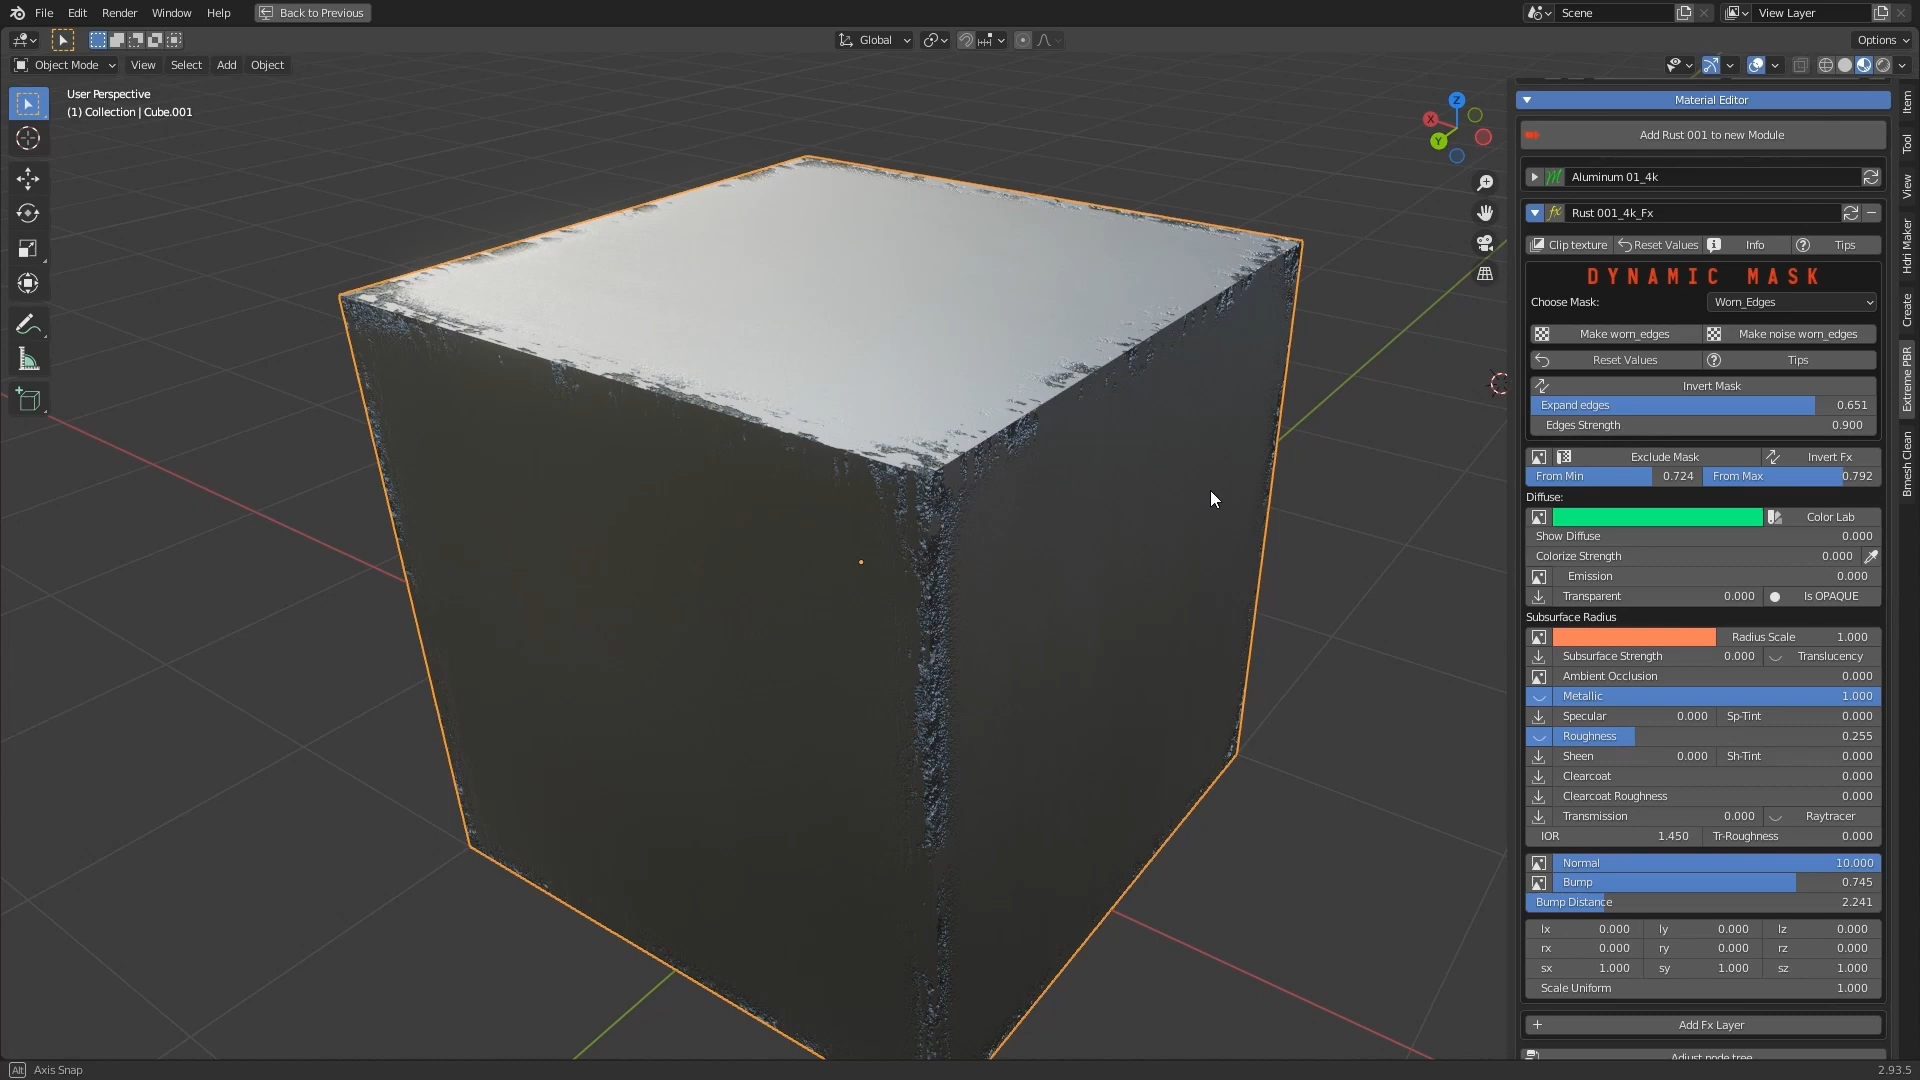 File Edit Render Window Help Back to Previous Scene View Layer
Global Options
Object Mode View Select Add Object
User Perspective
(1) Collection | Cube.001
Z
X
Y
Material Editor
Add Rust 001 to new Module
Aluminum 01_4k
Rust 001_4k_Fx
Clip texture Reset Values Info Tips
DYNAMIC MASK
Choose Mask: Worn_Edges
Make worn_edges Make noise worn_edges
Reset Values Tips
Invert Mask
Expand edges 0.651
Edges Strength 0.900
Exclude Mask Invert Fx
From Min 0.724 From Max 0.792
Diffuse:
Color Lab
Show Diffuse 0.000
Colorize Strength 0.000
Emission 0.000
Transparent 0.000 Is OPAQUE
Subsurface Radius
Radius Scale 1.000
Subsurface Strength 0.000 Translucency
Ambient Occlusion 0.000
Metallic 1.000
Specular 0.000 Sp-Tint 0.000
Roughness 0.255
Sheen 0.000 Sh-Tint 0.000
Clearcoat 0.000
Clearcoat Roughness 0.000
Transmission 0.000 Raytracer
IOR 1.450 Tr-Roughness 0.000
Normal 10.000
Bump 0.745
Bump Distance 2.241
lx 0.000 ly 0.000 lz 0.000
rx 0.000 ry 0.000 rz 0.000
sx 1.000 sy 1.000 sz 1.000
Scale Uniform 1.000
Add Fx Layer
Adjust node tree
Item
Tool
View
Hdri Maker
Create
Extreme PBR
Bmesh Clean
Alt Axis Snap 2.93.5